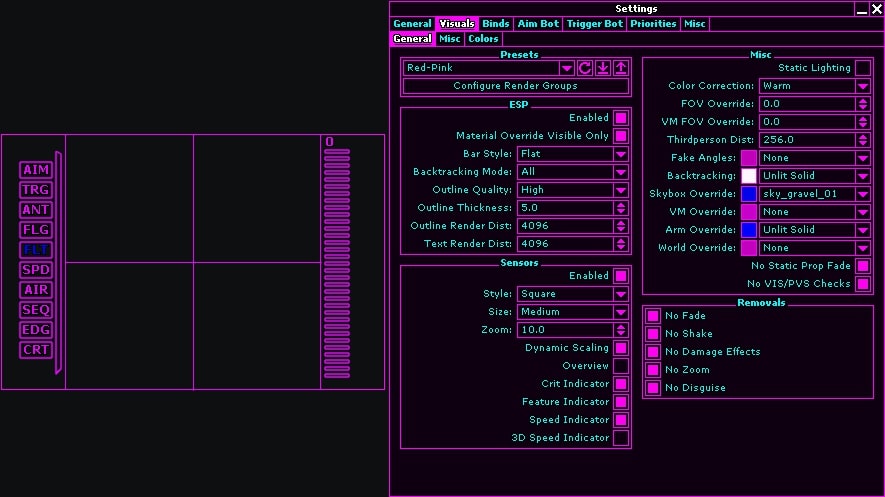 Settings
General Visuals Binds Aim Bot Trigger Bot Priorities Misc
General Misc Colors
Presets
Red-Pink
Configure Render Groups
ESP
Enabled
Material Override Visible Only
Bar Style: Flat
Backtracking Mode: All
Outline Quality: High
Outline Thickness: 5.0
Outline Render Dist: 4096
Text Render Dist: 4096
Sensors
Enabled
Style: Square
Size: Medium
Zoom: 10.0
Dynamic Scaling
Overview
Crit Indicator
Feature Indicator
Speed Indicator
3D Speed Indicator
Misc
Static Lighting
Color Correction: Warm
FOV Override: 0.0
VM FOV Override: 0.0
Thirdperson Dist: 256.0
Fake Angles: None
Backtracking: Unlit Solid
Skybox Override: sky_gravel_01
VM Override: None
Arm Override: Unlit Solid
World Override: None
No Static Prop Fade
No VIS/PVS Checks
Removals
No Fade
No Shake
No Damage Effects
No Zoom
No Disguise
0
AIM
TRG
ANT
FLG
FLT
SPD
AIR
SEQ
EDG
CRT